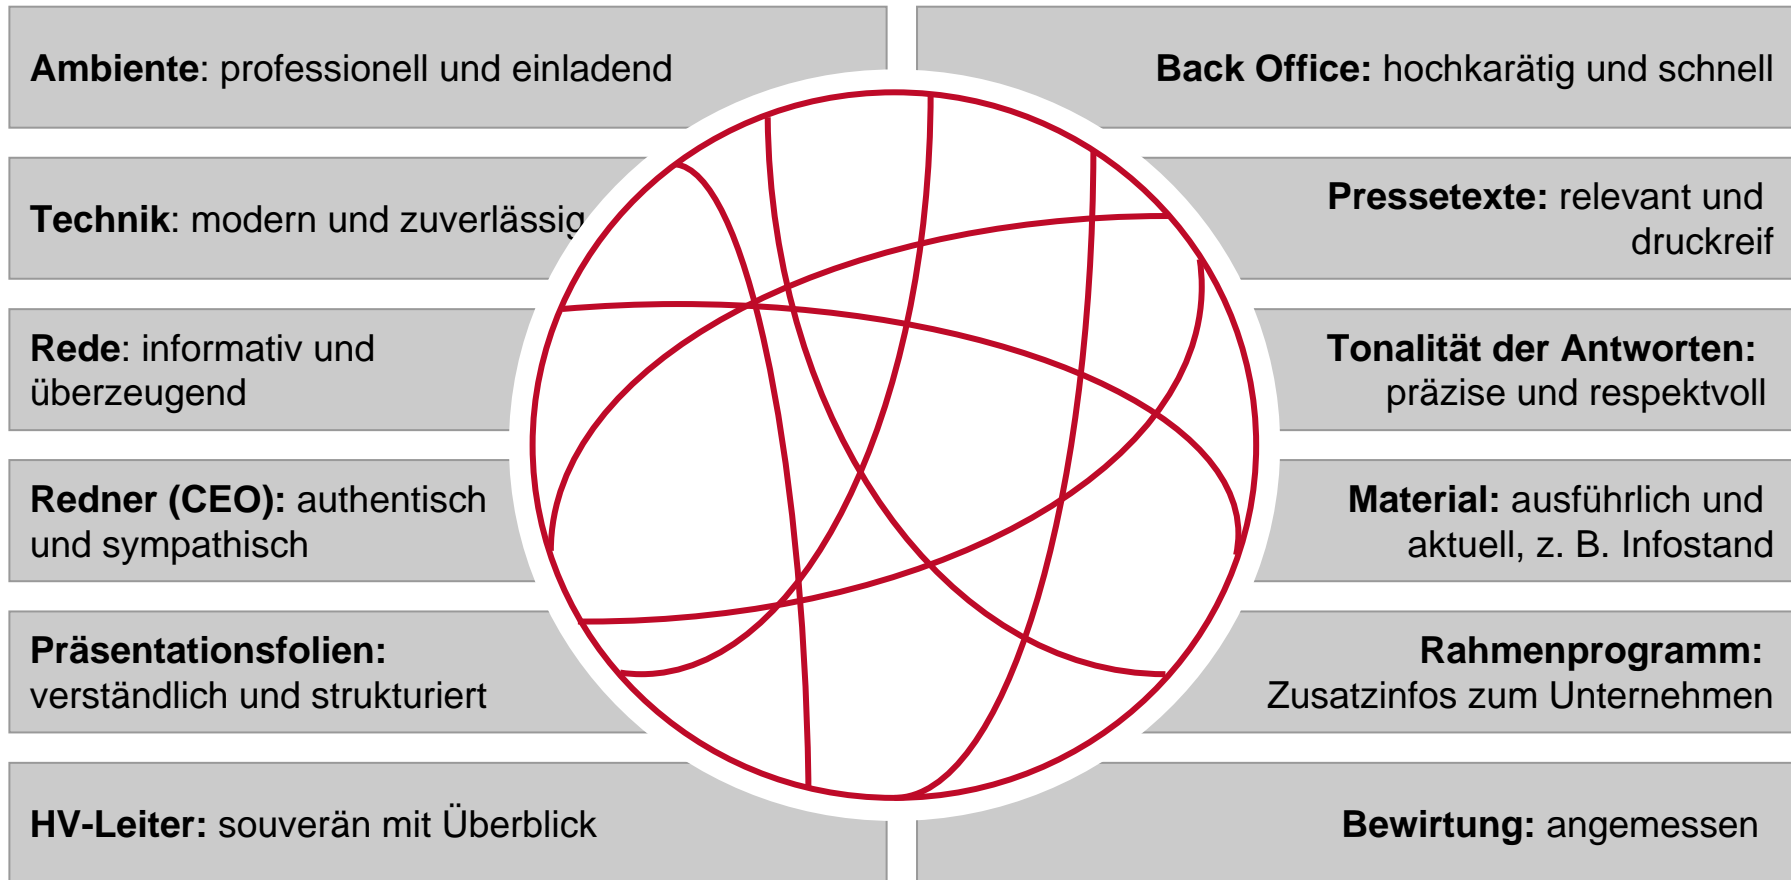 Ambiente: professionell und einladend
Technik: modern und zuverlässig
Rede: informativ und
überzeugend
Redner (CEO): authentisch
und sympathisch
Präsentationsfolien:
verständlich und strukturiert
HV-Leiter: souverän mit Überblick
Back Office: hochkarätig und schnell
Pressetexte: relevant und
druckreif
Tonalität der Antworten:
präzise und respektvoll
Material: ausführlich und
aktuell, z. B. Infostand
Rahmenprogramm:
Zusatzinfos zum Unternehmen
Bewirtung: angemessen